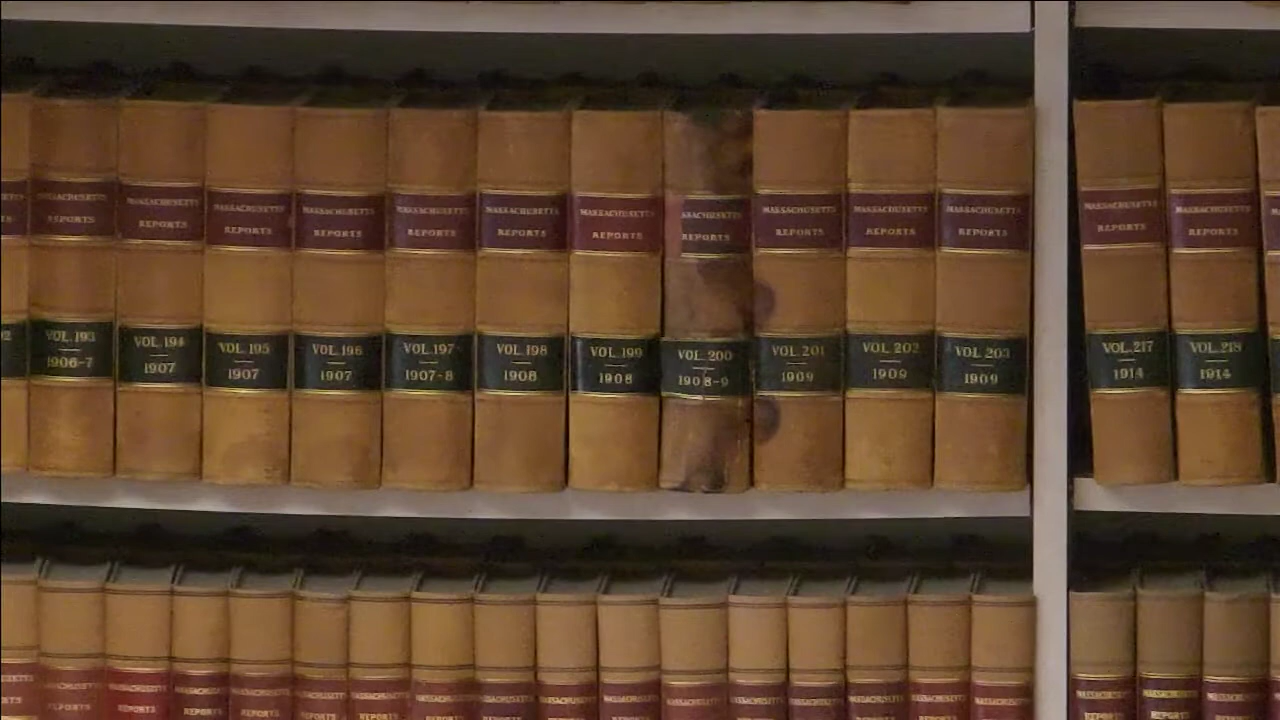 MASSACHUSETTS
REPORTS
VOL. 193
1906-7
MASSACHUSETTS
REPORTS
VOL. 194
1907
MASSACHUSETTS
REPORTS
VOL. 195
1907
MASSACHUSETTS
REPORTS
VOL. 196
1907
MASSACHUSETTS
REPORTS
VOL. 197
1907-8
MASSACHUSETTS
REPORTS
VOL. 198
1908
MASSACHUSETTS
REPORTS
VOL. 199
1908
MASSACHUSETTS
REPORTS
VOL. 200
1908-9
MASSACHUSETTS
REPORTS
VOL. 201
1909
MASSACHUSETTS
REPORTS
VOL. 202
1909
MASSACHUSETTS
REPORTS
VOL. 203
1909
MASSACHUSETTS
REPORTS
VOL. 217
1914
MASSACHUSETTS
REPORTS
VOL. 218
1914